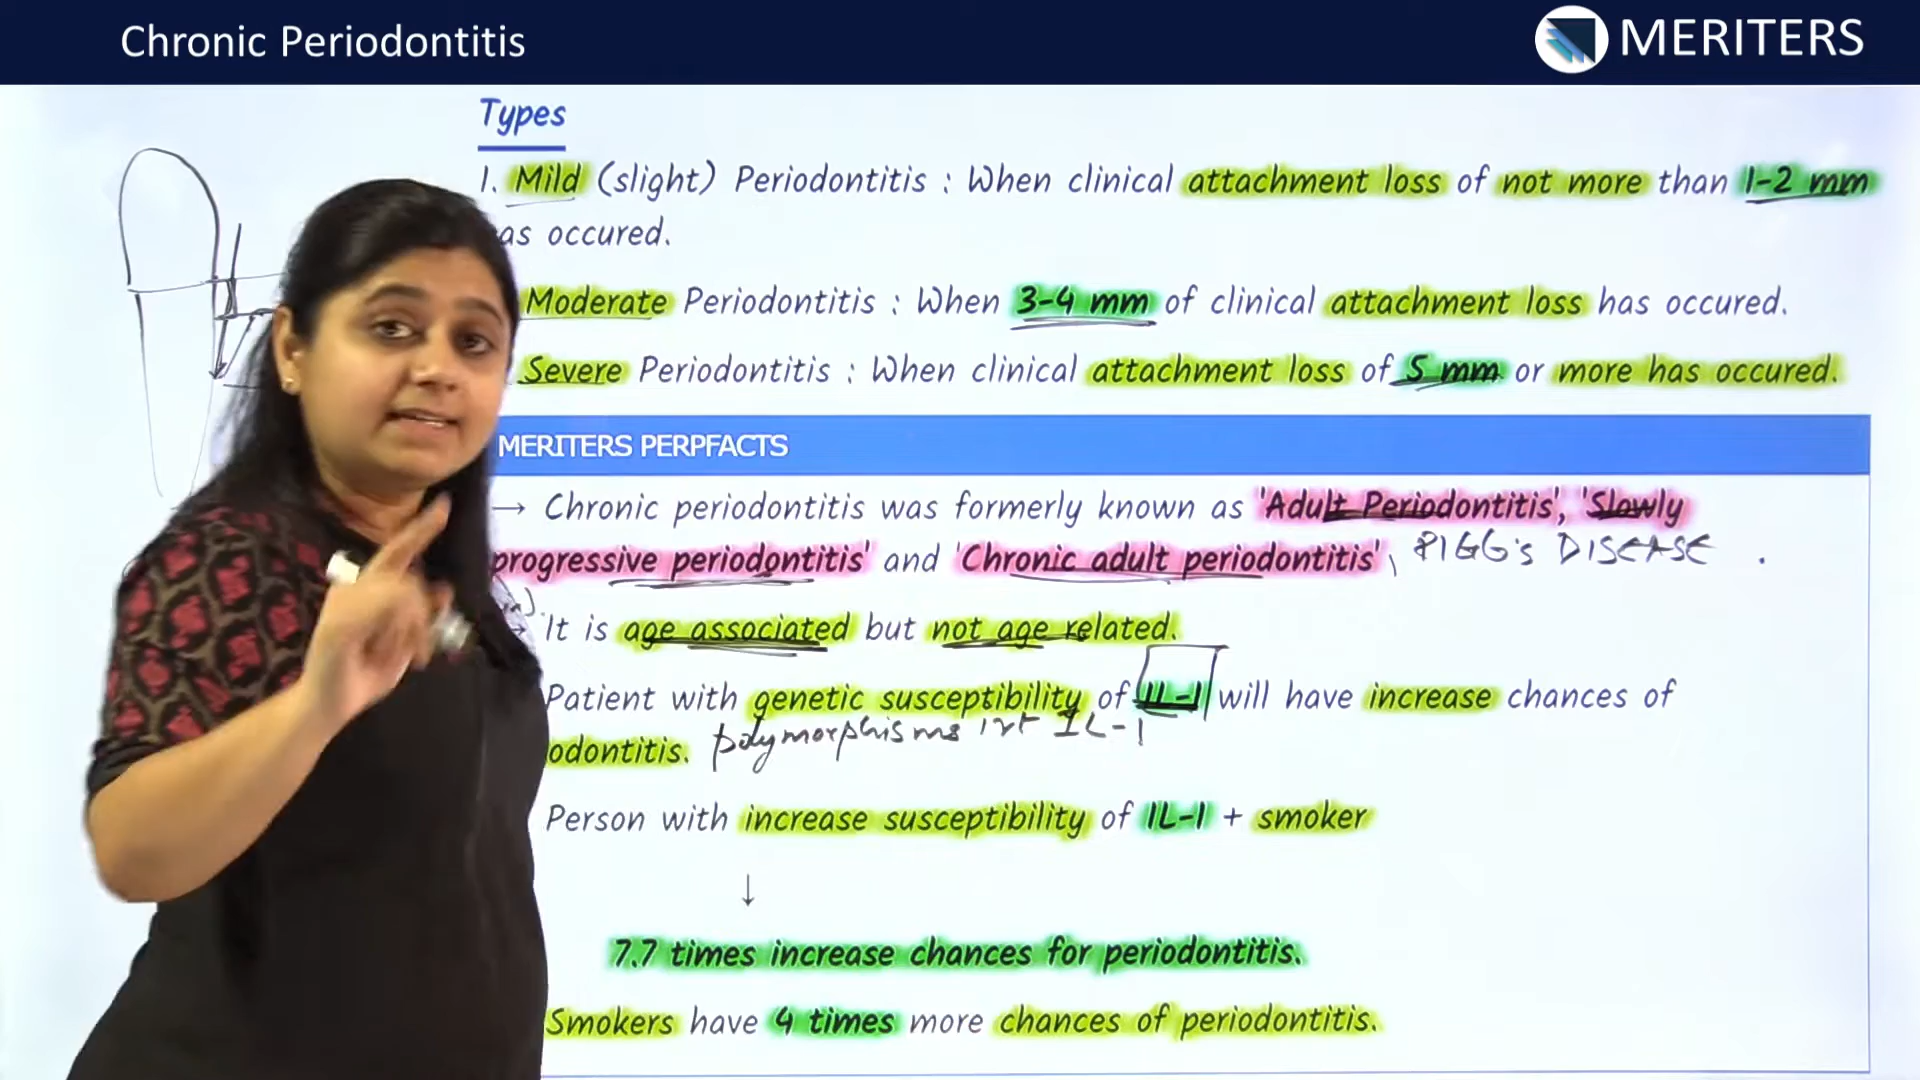 Chronic Periodontitis
MERITERS
Types
1. Mild (slight) Periodontitis : When clinical attachment loss of not more than 1-2 mm
as occured.
Moderate Periodontitis : When 3-4 mm of clinical attachment loss has occured.
Severe Periodontitis : When clinical attachment loss of 5 mm or more has occured.
MERITERS PERPFACTS
→ Chronic periodontitis was formerly known as 'Adult Periodontitis', 'Slowly
progressive periodontitis' and 'Chronic adult periodontitis', PIGG's DISEASE .
It is age associated but not age related.
Patient with genetic susceptibility of IL-1 will have increase chances of
odontitis. polymorphisms irt IL-1
Person with increase susceptibility of IL-1 + smoker
↓
7.7 times increase chances for periodontitis.
Smokers have 4 times more chances of periodontitis.